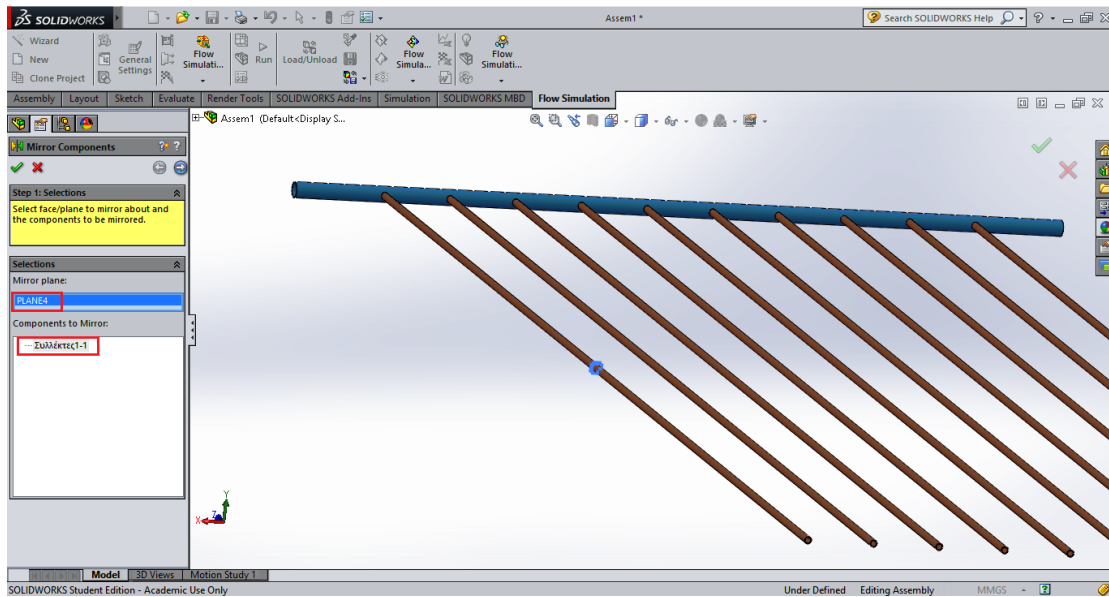 SOLIDWORKS
Assem1 *
Search SOLIDWORKS Help
Wizard
New
Clone Project
General
Settings
Flow
Simulati...
Run
Load/Unload
Flow
Simula...
Flow
Simulati...
Assembly
Layout
Sketch
Evaluate
Render Tools
SOLIDWORKS Add-Ins
Simulation
SOLIDWORKS MBD
Flow Simulation
Assem1 (Default<Display S...
Mirror Components
Step 1: Selections
Select face/plane to mirror about and
the components to be mirrored.
Selections
Mirror plane:
PLANE4
Components to Mirror:
Συλλέκτες1-1
Y
X
Z
Model
3D Views
Motion Study 1
SOLIDWORKS Student Edition - Academic Use Only
Under Defined
Editing Assembly
MMGS